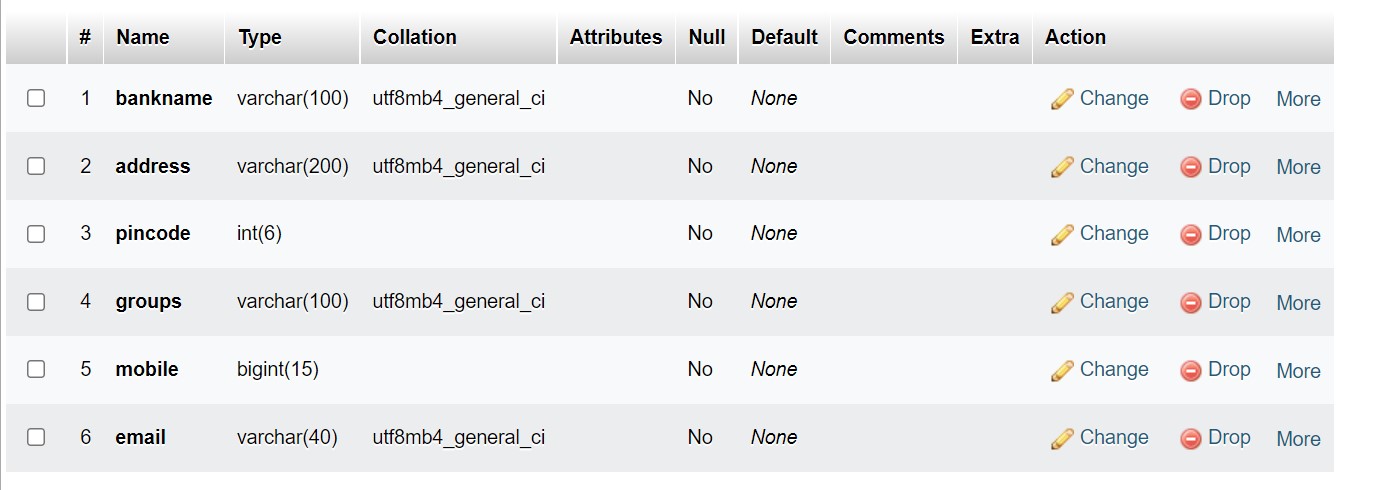 # Name Type Collation Attributes Null Default Comments Extra Action
1 bankname varchar(100) utf8mb4_general_ci No None Change Drop More
2 address varchar(200) utf8mb4_general_ci No None Change Drop More
3 pincode int(6) No None Change Drop More
4 groups varchar(100) utf8mb4_general_ci No None Change Drop More
5 mobile bigint(15) No None Change Drop More
6 email varchar(40) utf8mb4_general_ci No None Change Drop More